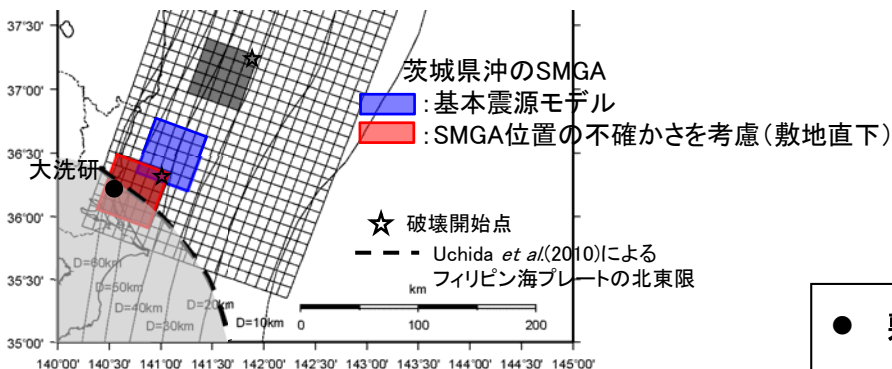 37°30'
37°00'
36°30'
36°00'
35°30'
35°00'
140°00' 140°30' 141°00' 141°30' 142°00' 142°30' 143°00' 143°30' 144°00' 144°30' 145°00'
茨城県沖のSMGA
：基本震源モデル
：SMGA位置の不確かさを考慮(敷地直下)
大洗研
破壊開始点
Uchida et al.(2010)による
フィリピン海プレートの北東限
D=60km
D=50km
D=40km
D=30km
D=20km
D=10km
km
0 100 200